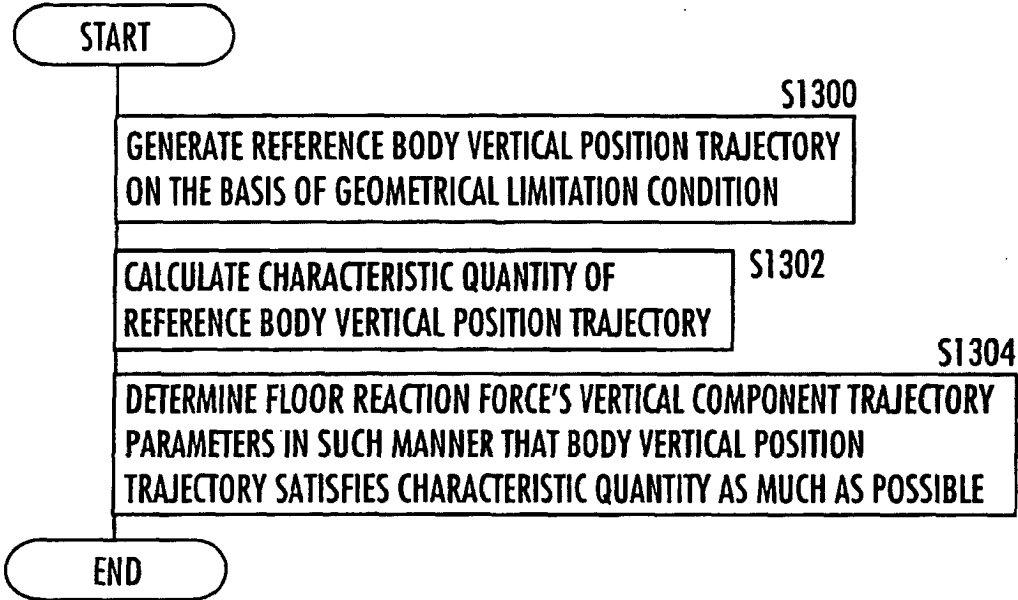 START
S1300
GENERATE REFERENCE BODY VERTICAL POSITION TRAJECTORY
ON THE BASIS OF GEOMETRICAL LIMITATION CONDITION
S1302
CALCULATE CHARACTERISTIC QUANTITY OF
REFERENCE BODY VERTICAL POSITION TRAJECTORY
S1304
DETERMINE FLOOR REACTION FORCE'S VERTICAL COMPONENT TRAJECTORY
PARAMETERS IN SUCH MANNER THAT BODY VERTICAL POSITION
TRAJECTORY SATISFIES CHARACTERISTIC QUANTITY AS MUCH AS POSSIBLE
END